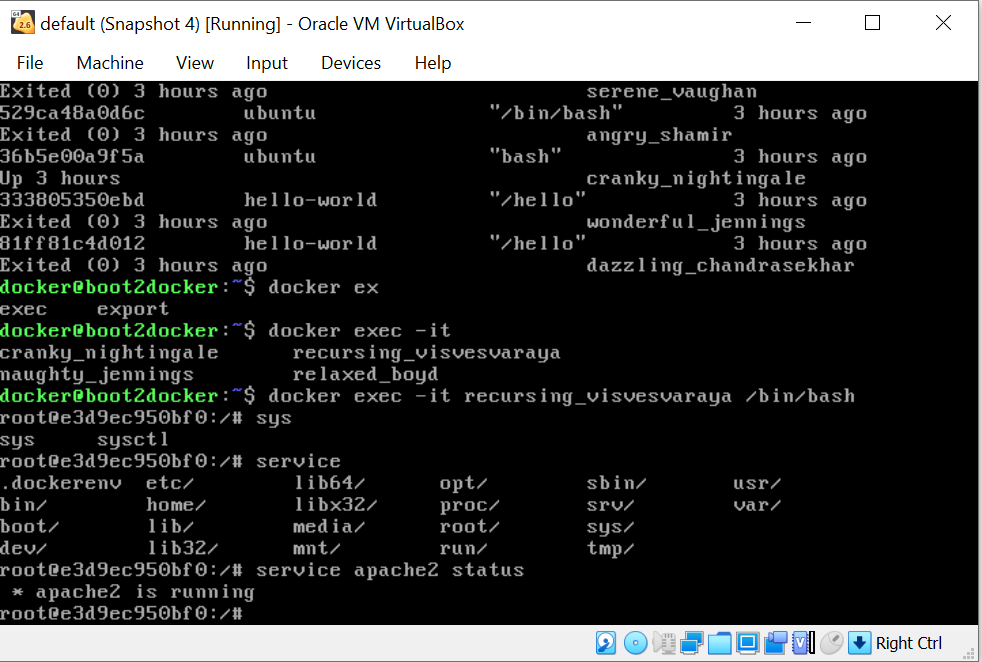 default (Snapshot 4) [Running] - Oracle VM VirtualBox
File Machine View Input Devices Help
Exited (0) 3 hours ago serene_vaughan
529ca48a0d6c ubuntu "/bin/bash" 3 hours ago
Exited (0) 3 hours ago angry_shamir
36b5e00a9f5a ubuntu "bash" 3 hours ago
Up 3 hours cranky_nightingale
333805350ebd hello-world "/hello" 3 hours ago
Exited (0) 3 hours ago wonderful_jennings
81ff81c4d012 hello-world "/hello" 3 hours ago
Exited (0) 3 hours ago dazzling_chandrasekhar
docker@boot2docker:~$ docker ex
exec export
docker@boot2docker:~$ docker exec -it
cranky_nightingale recursing_visvesvaraya
naughty_jennings relaxed_boyd
docker@boot2docker:~$ docker exec -it recursing_visvesvaraya /bin/bash
root@e3d9ec950bf0:/# sys
sys sysctl
root@e3d9ec950bf0:/# service
.dockerenv etc/ lib64/ opt/ sbin/ usr/
bin/ home/ libx32/ proc/ srv/ var/
boot/ lib/ media/ root/ sys/
dev/ lib32/ mnt/ run/ tmp/
root@e3d9ec950bf0:/# service apache2 status
* apache2 is running
root@e3d9ec950bf0:/#
Right Ctrl